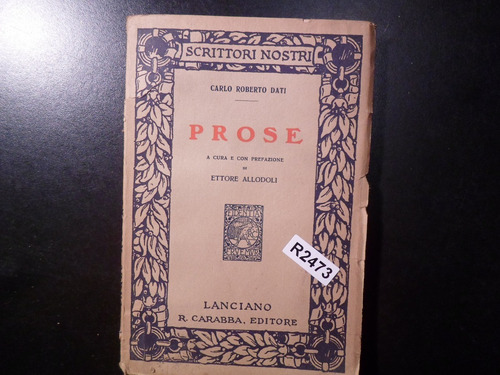 SCRITTORI NOSTRI
CARLO ROBERTO DATI
PROSE
A CURA E CON PREFAZIONE
DI
ETTORE ALLODOLI
R2473
LANCIANO
R. CARABBA, EDITORE